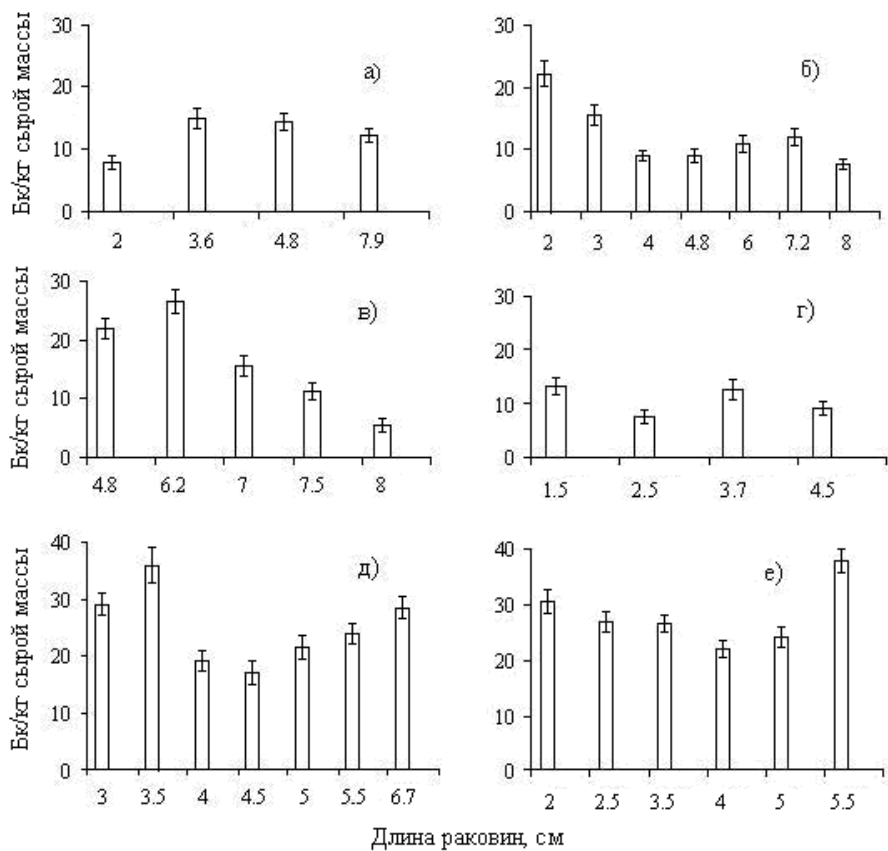 30
20
10
0
а)
2 3.6 4.8 7.9
Бк/кг сырой массы
30
20
10
0
б)
2 3 4 4.8 6 7.2 8
30
20
10
0
в)
4.8 6.2 7 7.5 8
Бк/кг сырой массы
30
20
10
0
г)
1.5 2.5 3.7 4.5
40
30
20
10
0
д)
3 3.5 4 4.5 5 5.5 6.7
Бк/кг сырой массы
40
30
20
10
0
е)
2 2.5 3.5 4 5 5.5
Длина раковин, см